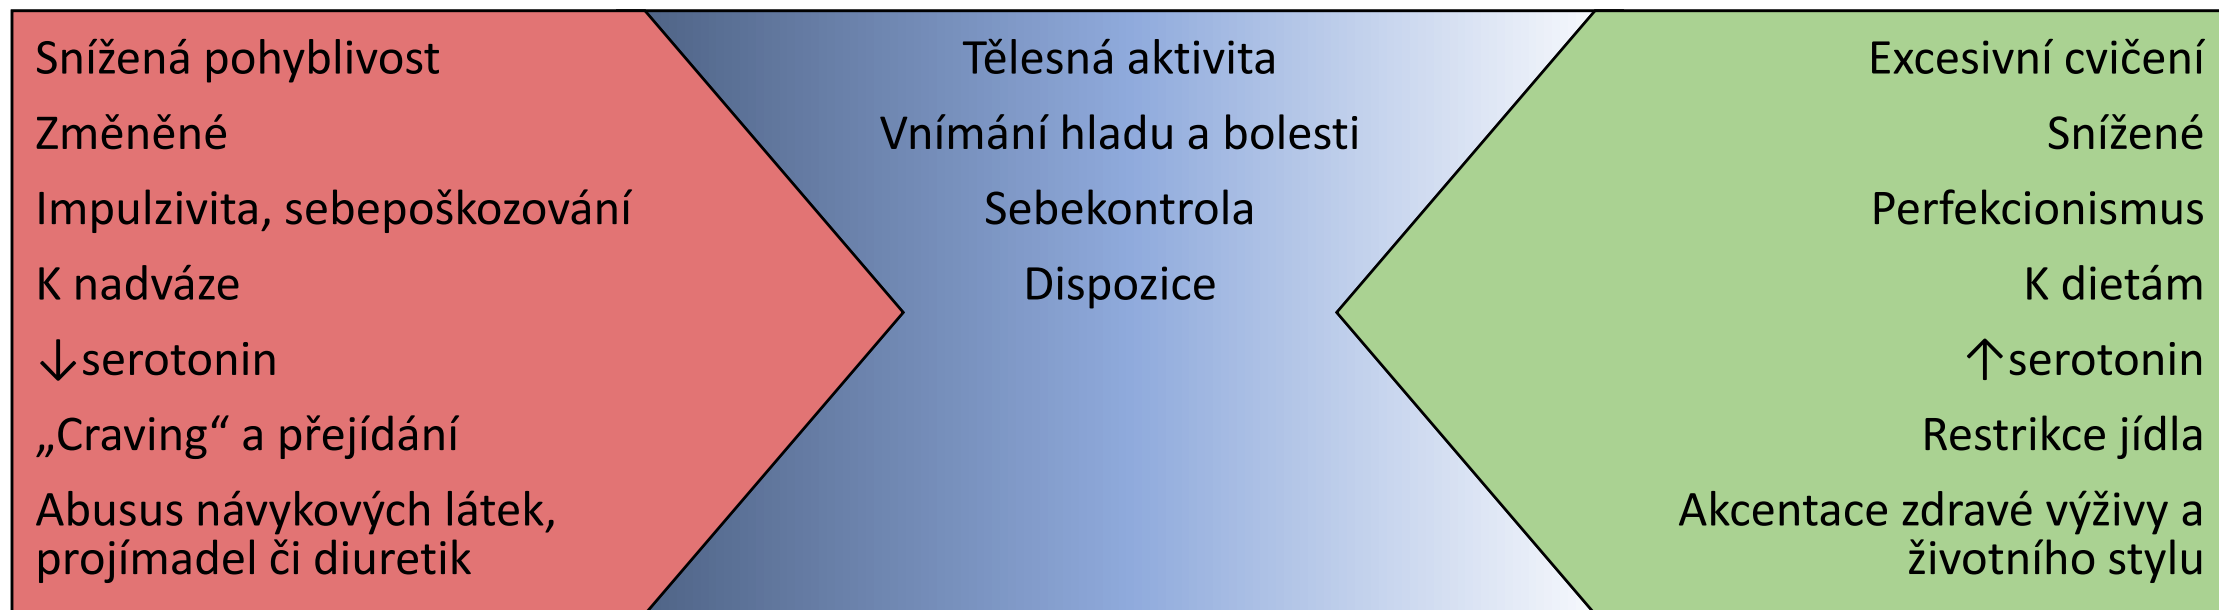 Snížená pohyblivost
Změněné
Impulzivita, sebepoškozování
K nadváze
↓serotonin
„Craving“ a přejídání
Abusus návykových látek,
projímadel či diuretik
Tělesná aktivita
Vnímání hladu a bolesti
Sebekontrola
Dispozice
Excesivní cvičení
Snížené
Perfekcionismus
K dietám
↑serotonin
Restrikce jídla
Akcentace zdravé výživy a
životního stylu